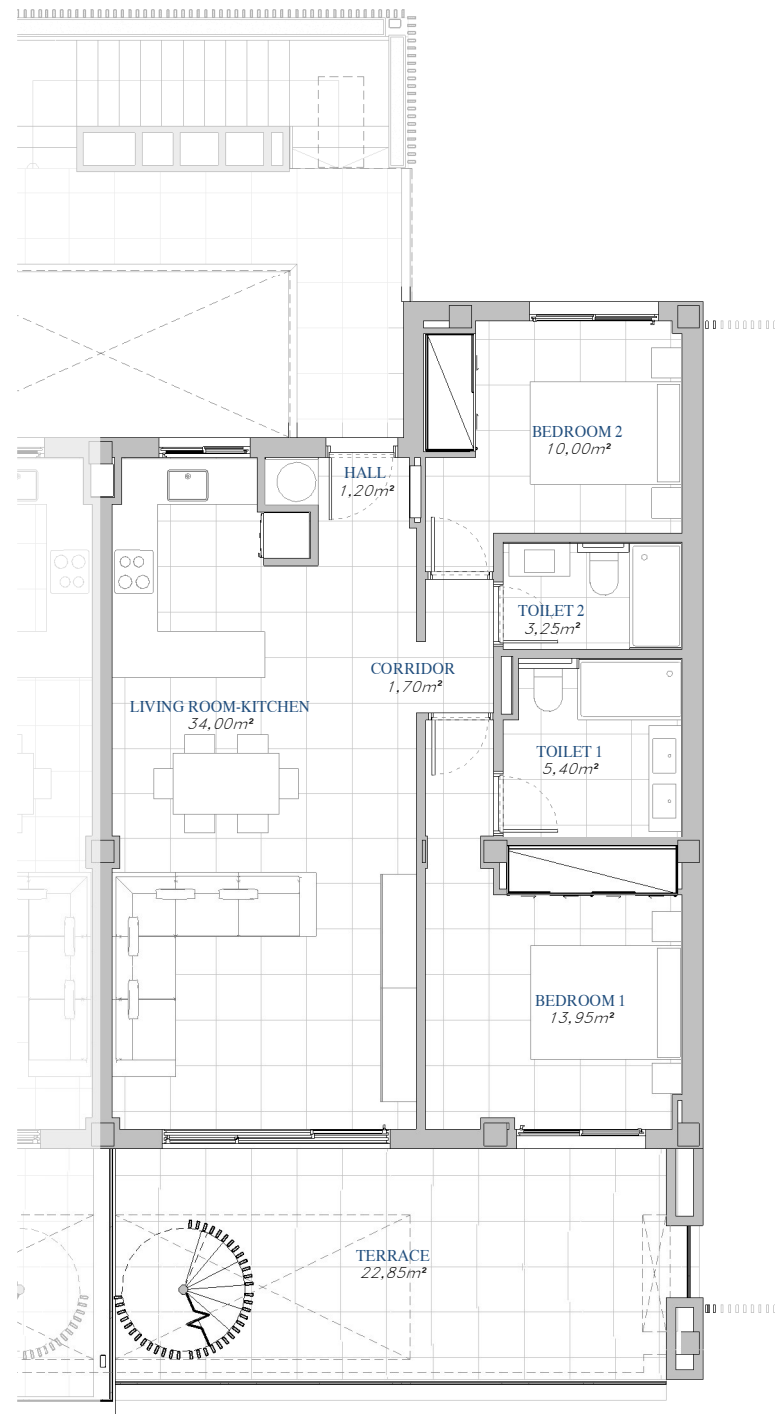 BEDROOM 2
10,00m²
HALL
1,20m²
TOILET 2
3,25m²
CORRIDOR
1,70m²
LIVING ROOM-KITCHEN
34,00m²
TOILET 1
5,40m²
BEDROOM 1
13,95m²
TERRACE
22,85m²